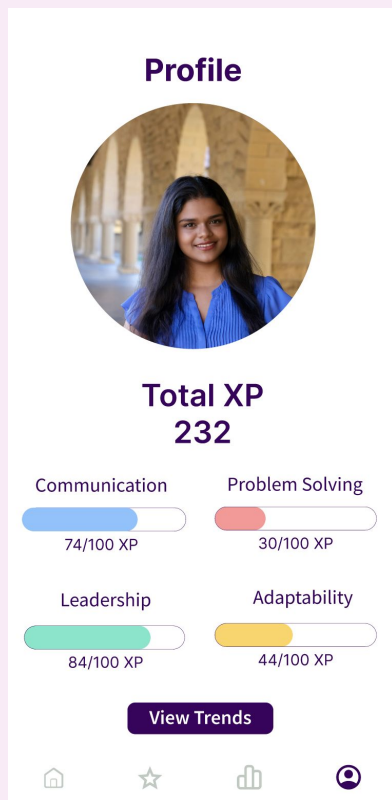 Profile
Total XP
232
Communication
74/100 XP
Problem Solving
30/100 XP
Leadership
84/100 XP
Adaptability
44/100 XP
View Trends